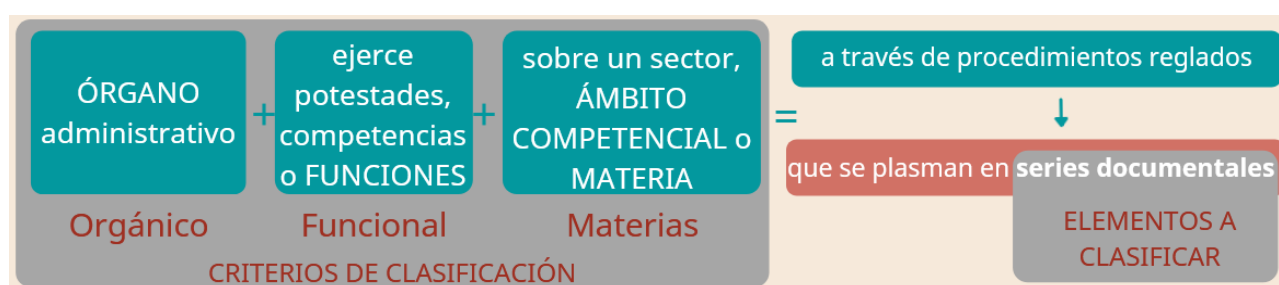 ÓRGANO
administrativo
+
ejerce
potestades,
competencias
o FUNCIONES
+
sobre un sector,
ÁMBITO
COMPETENCIAL o
MATERIA
=
a través de procedimientos reglados
que se plasman en series documentales
Orgánico
Funcional
Materias
CRITERIOS DE CLASIFICACIÓN
ELEMENTOS A
CLASIFICAR